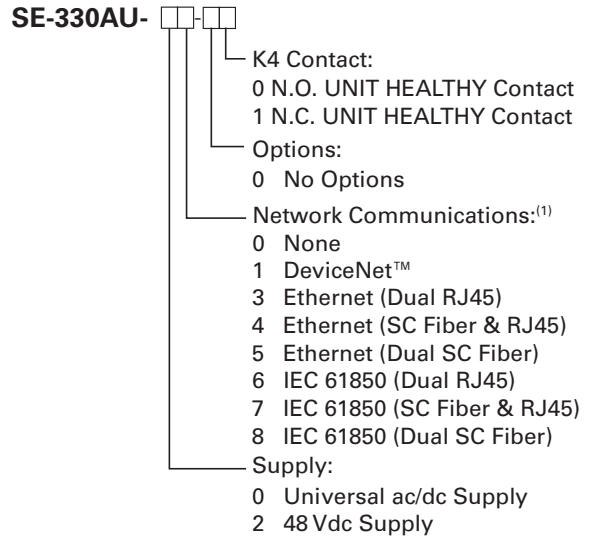 SE-330AU- -
K4 Contact:
0 N.O. UNIT HEALTHY Contact
1 N.C. UNIT HEALTHY Contact
Options:
0 No Options
Network Communications:(1)
0 None
1 DeviceNet™
3 Ethernet (Dual RJ45)
4 Ethernet (SC Fiber & RJ45)
5 Ethernet (Dual SC Fiber)
6 IEC 61850 (Dual RJ45)
7 IEC 61850 (SC Fiber & RJ45)
8 IEC 61850 (Dual SC Fiber)
Supply:
0 Universal ac/dc Supply
2 48 Vdc Supply